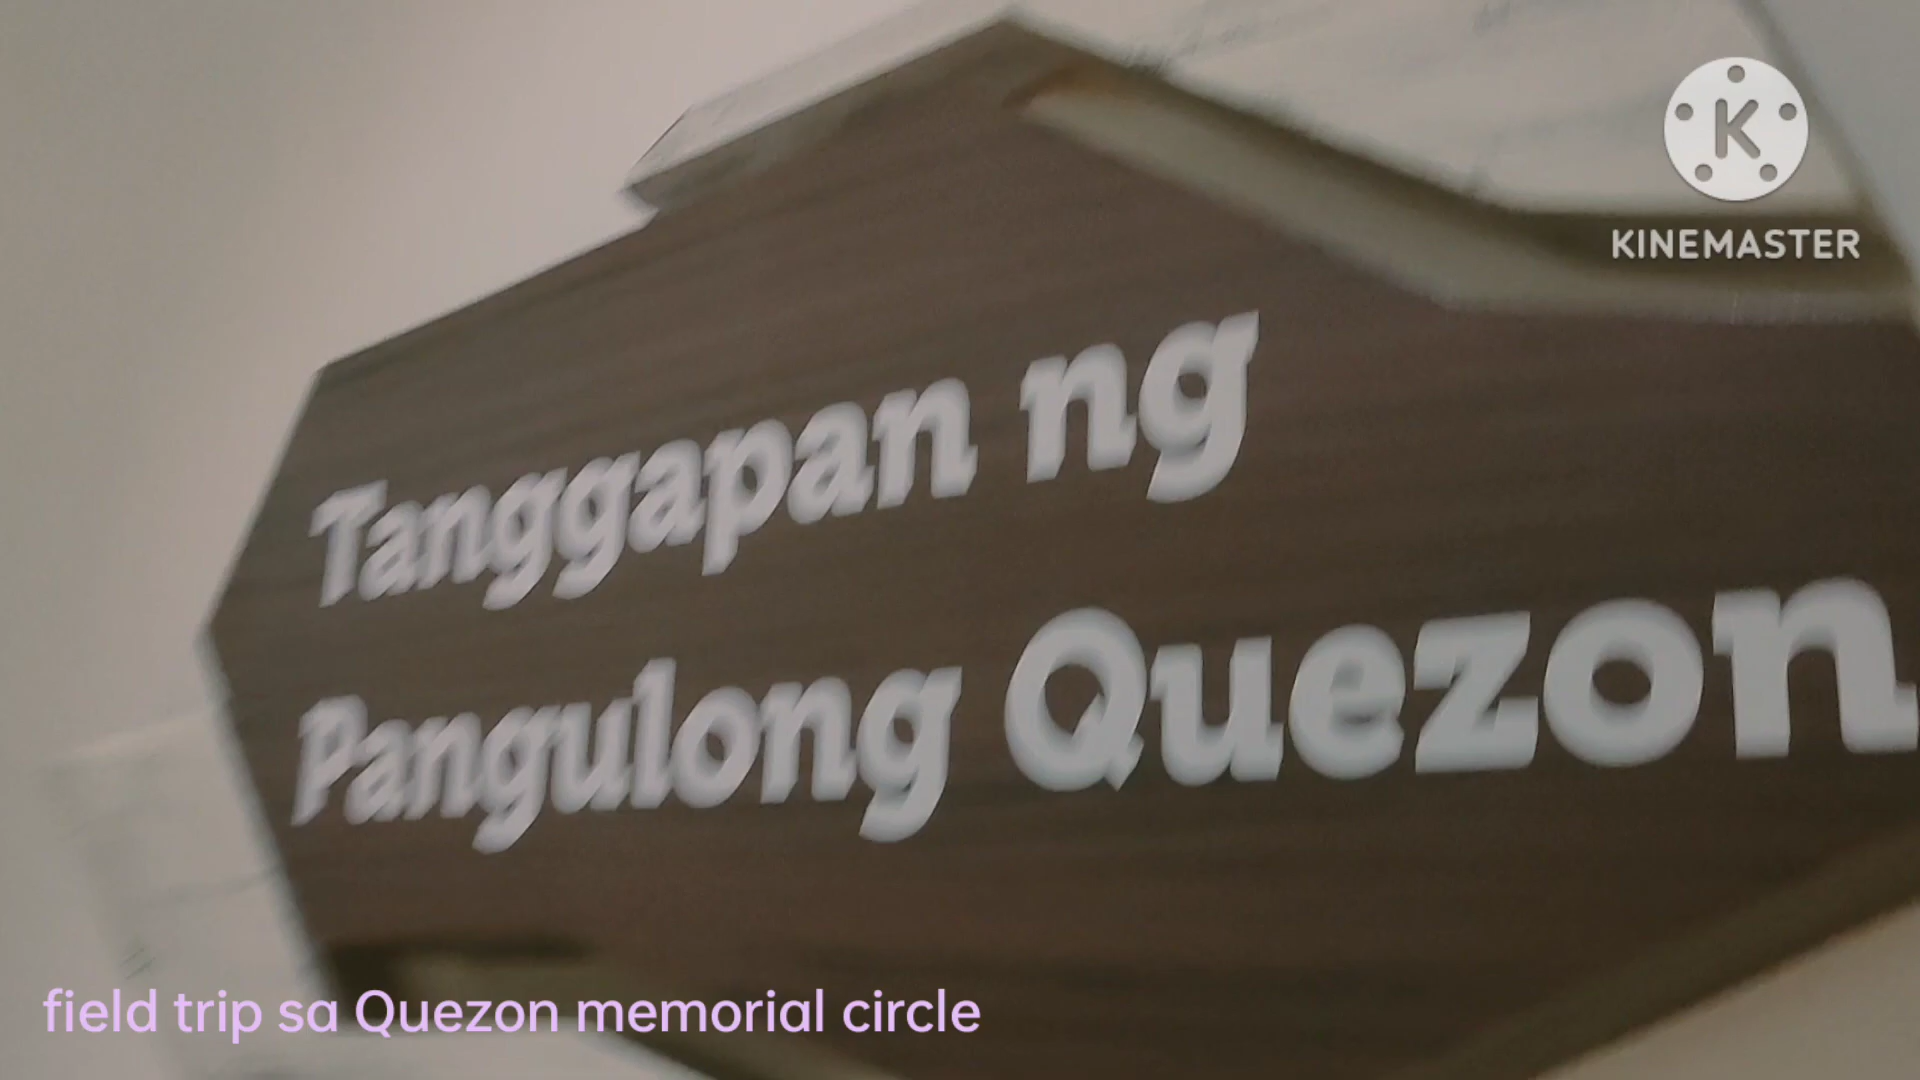 KINEMASTER
Tanggapan ng
Pangulong Quezon
field trip sa Quezon memorial circle